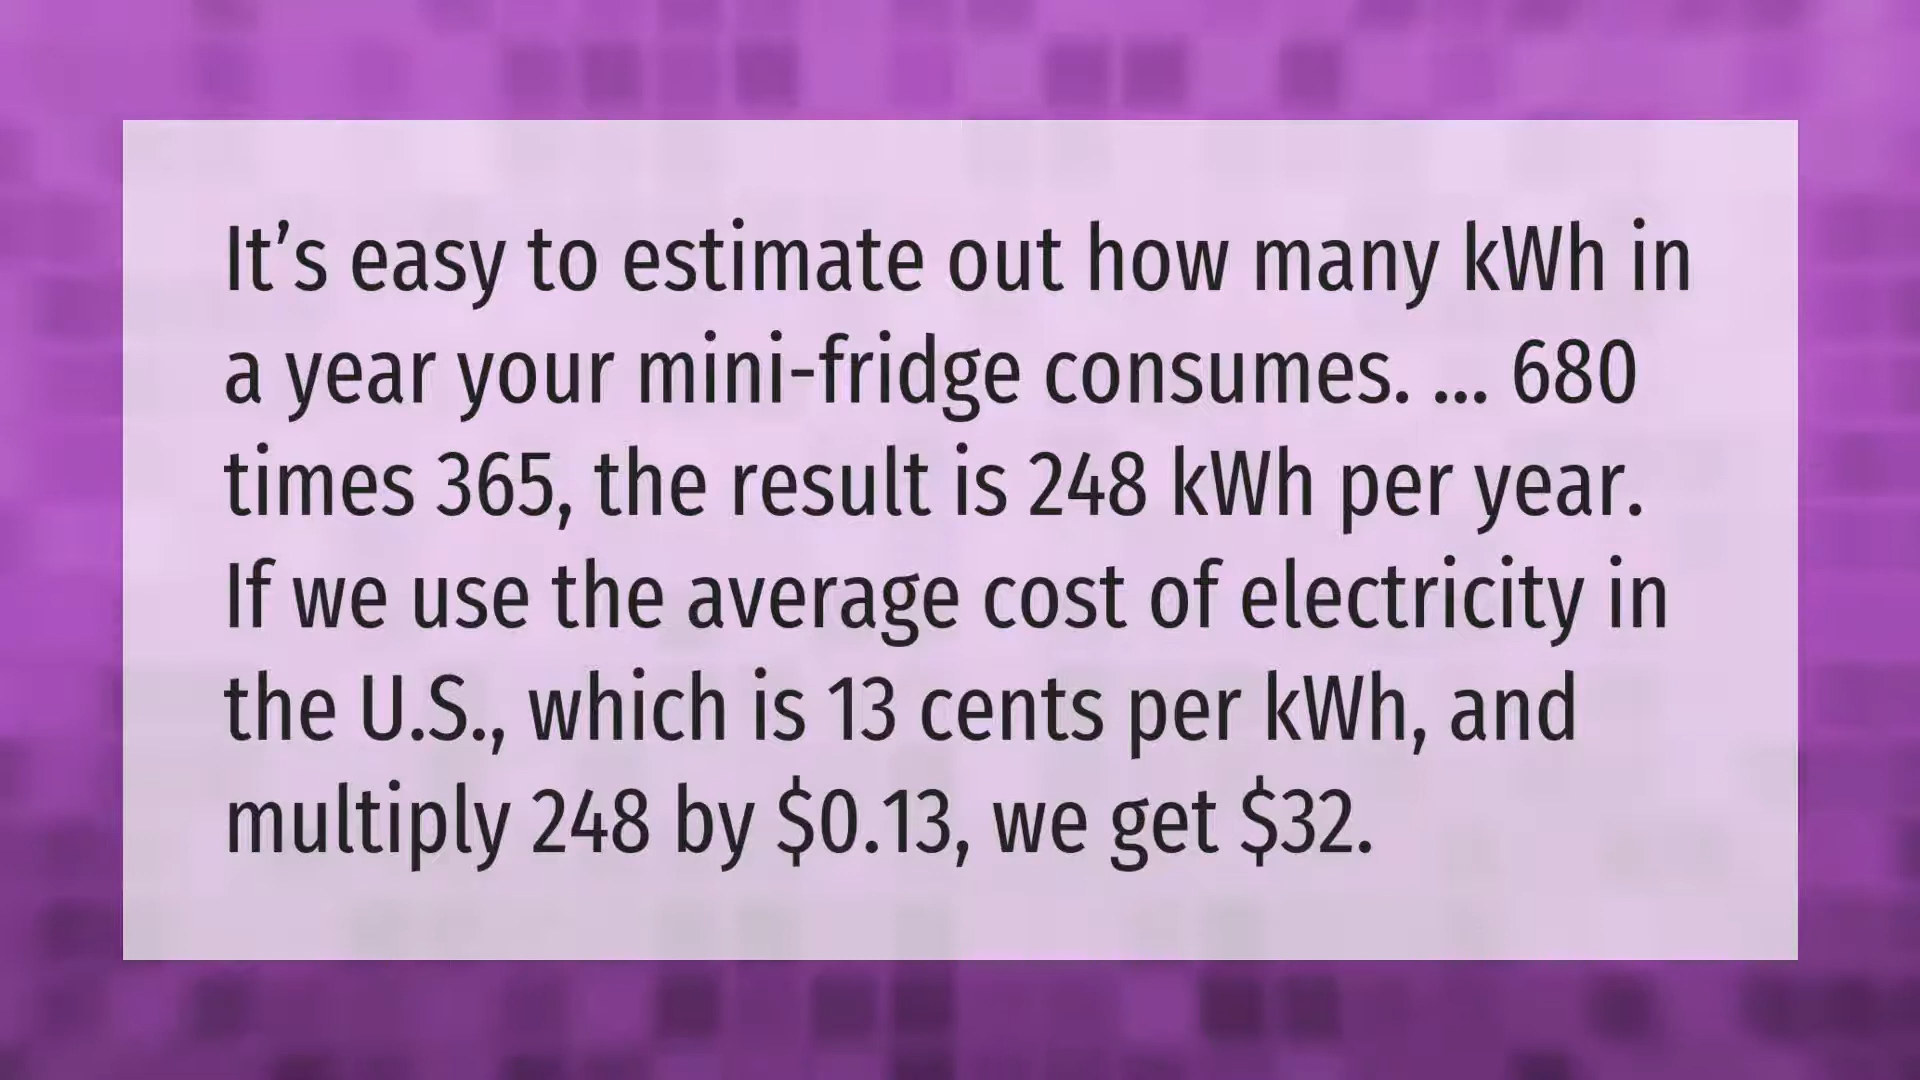 It’s easy to estimate out how many kWh in
a year your mini-fridge consumes. ... 680
times 365, the result is 248 kWh per year.
If we use the average cost of electricity in
the U.S., which is 13 cents per kWh, and
multiply 248 by $0.13, we get $32.